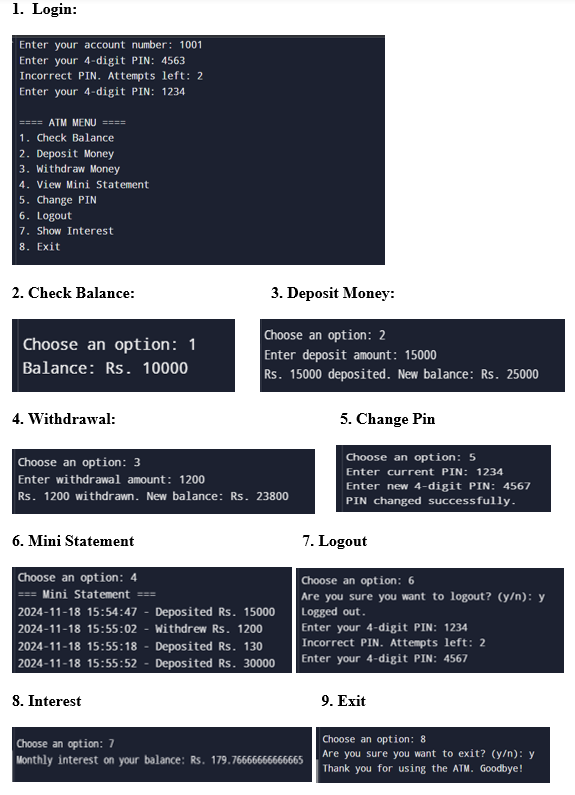 1. Login:
Enter your account number: 1001
Enter your 4-digit PIN: 4563
Incorrect PIN. Attempts left: 2
Enter your 4-digit PIN: 1234
==== ATM MENU ====
1. Check Balance
2. Deposit Money
3. Withdraw Money
4. View Mini Statement
5. Change PIN
6. Logout
7. Show Interest
8. Exit
2. Check Balance:
Choose an option: 1
Balance: Rs. 10000
3. Deposit Money:
Choose an option: 2
Enter deposit amount: 15000
Rs. 15000 deposited. New balance: Rs. 25000
4. Withdrawal:
Choose an option: 3
Enter withdrawal amount: 1200
Rs. 1200 withdrawn. New balance: Rs. 23800
5. Change Pin
Choose an option: 5
Enter current PIN: 1234
Enter new 4-digit PIN: 4567
PIN changed successfully.
6. Mini Statement
Choose an option: 4
=== Mini Statement ===
2024-11-18 15:54:47 - Deposited Rs. 15000
2024-11-18 15:55:02 - Withdrew Rs. 1200
2024-11-18 15:55:18 - Deposited Rs. 130
2024-11-18 15:55:52 - Deposited Rs. 30000
7. Logout
Choose an option: 6
Are you sure you want to logout? (y/n): y
Logged out.
Enter your 4-digit PIN: 1234
Incorrect PIN. Attempts left: 2
Enter your 4-digit PIN: 4567
8. Interest
Choose an option: 7
Monthly interest on your balance: Rs. 179.76666666666665
9. Exit
Choose an option: 8
Are you sure you want to exit? (y/n): y
Thank you for using the ATM. Goodbye!